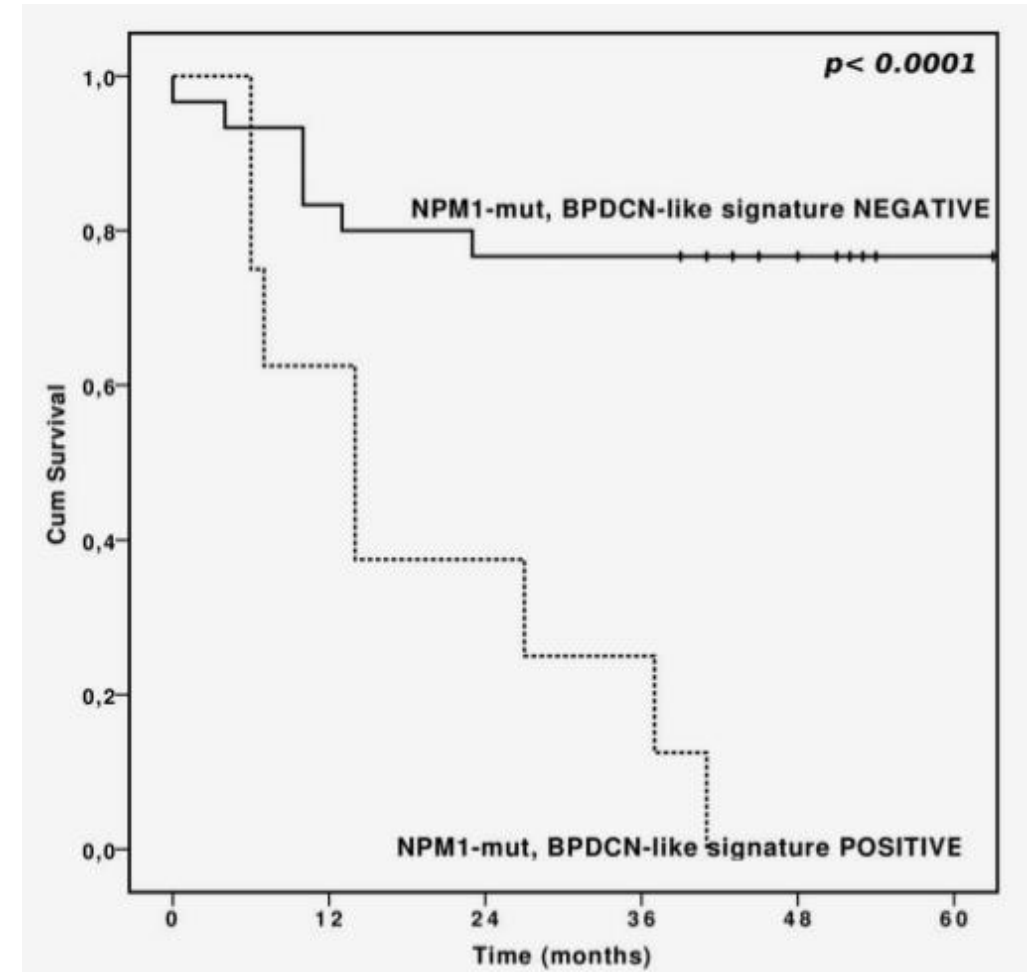 p< 0.0001
1,0
NPM1-mut, BPDCN-like signature NEGATIVE
0,8
0,6
Cum Survival
0,4
0,2
0,0
NPM1-mut, BPDCN-like signature POSITIVE
0 12 24 36 48 60
Time (months)